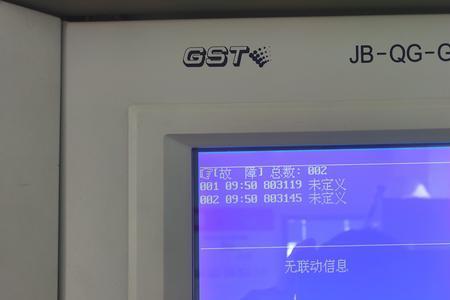 GST
JB-QG-G
[故 障] 总数: 002
001 09:50 803119 未定义
002 09:50 803145 未定义
无联动信息